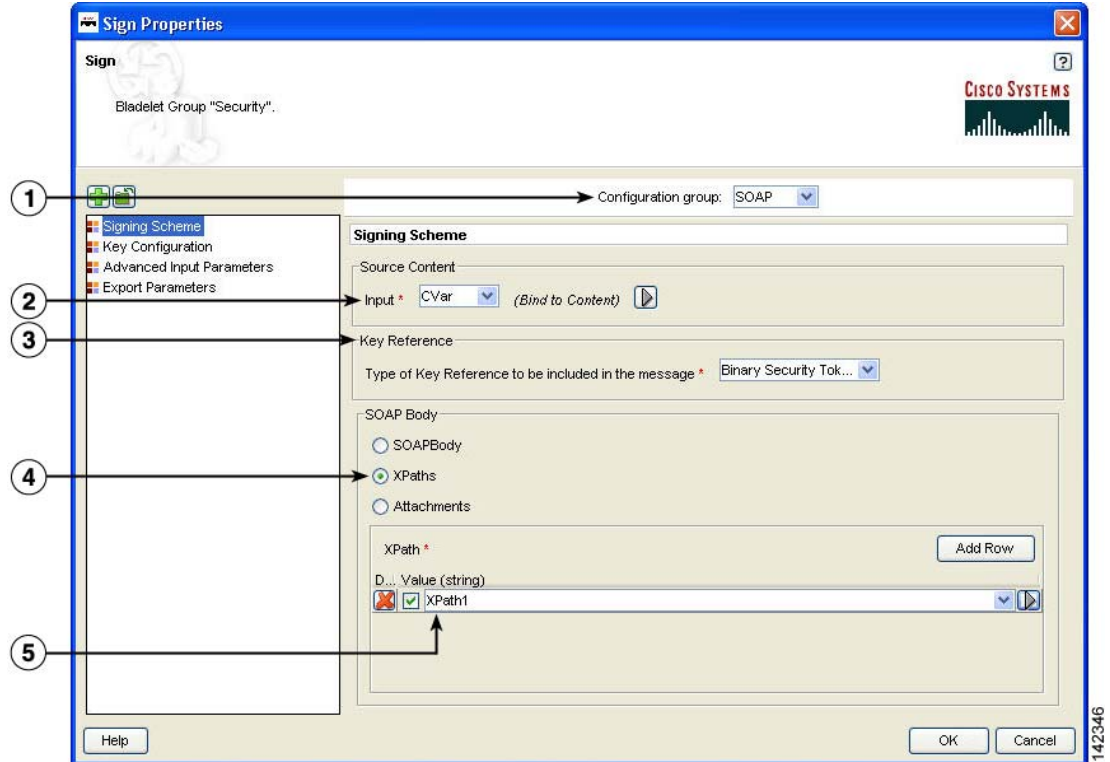 Sign Properties
Sign
?
Bladelet Group "Security".
CISCO SYSTEMS
1
Configuration group: SOAP
Signing Scheme
Key Configuration
Advanced Input Parameters
Export Parameters
Signing Scheme
Source Content
2
Input * CVar (Bind to Content)
3
Key Reference
Type of Key Reference to be included in the message * Binary Security Tok...
SOAP Body
SOAPBody
4
XPaths
Attachments
XPath *
Add Row
D... Value (string)
XPath1
5
Help
OK
Cancel
142346